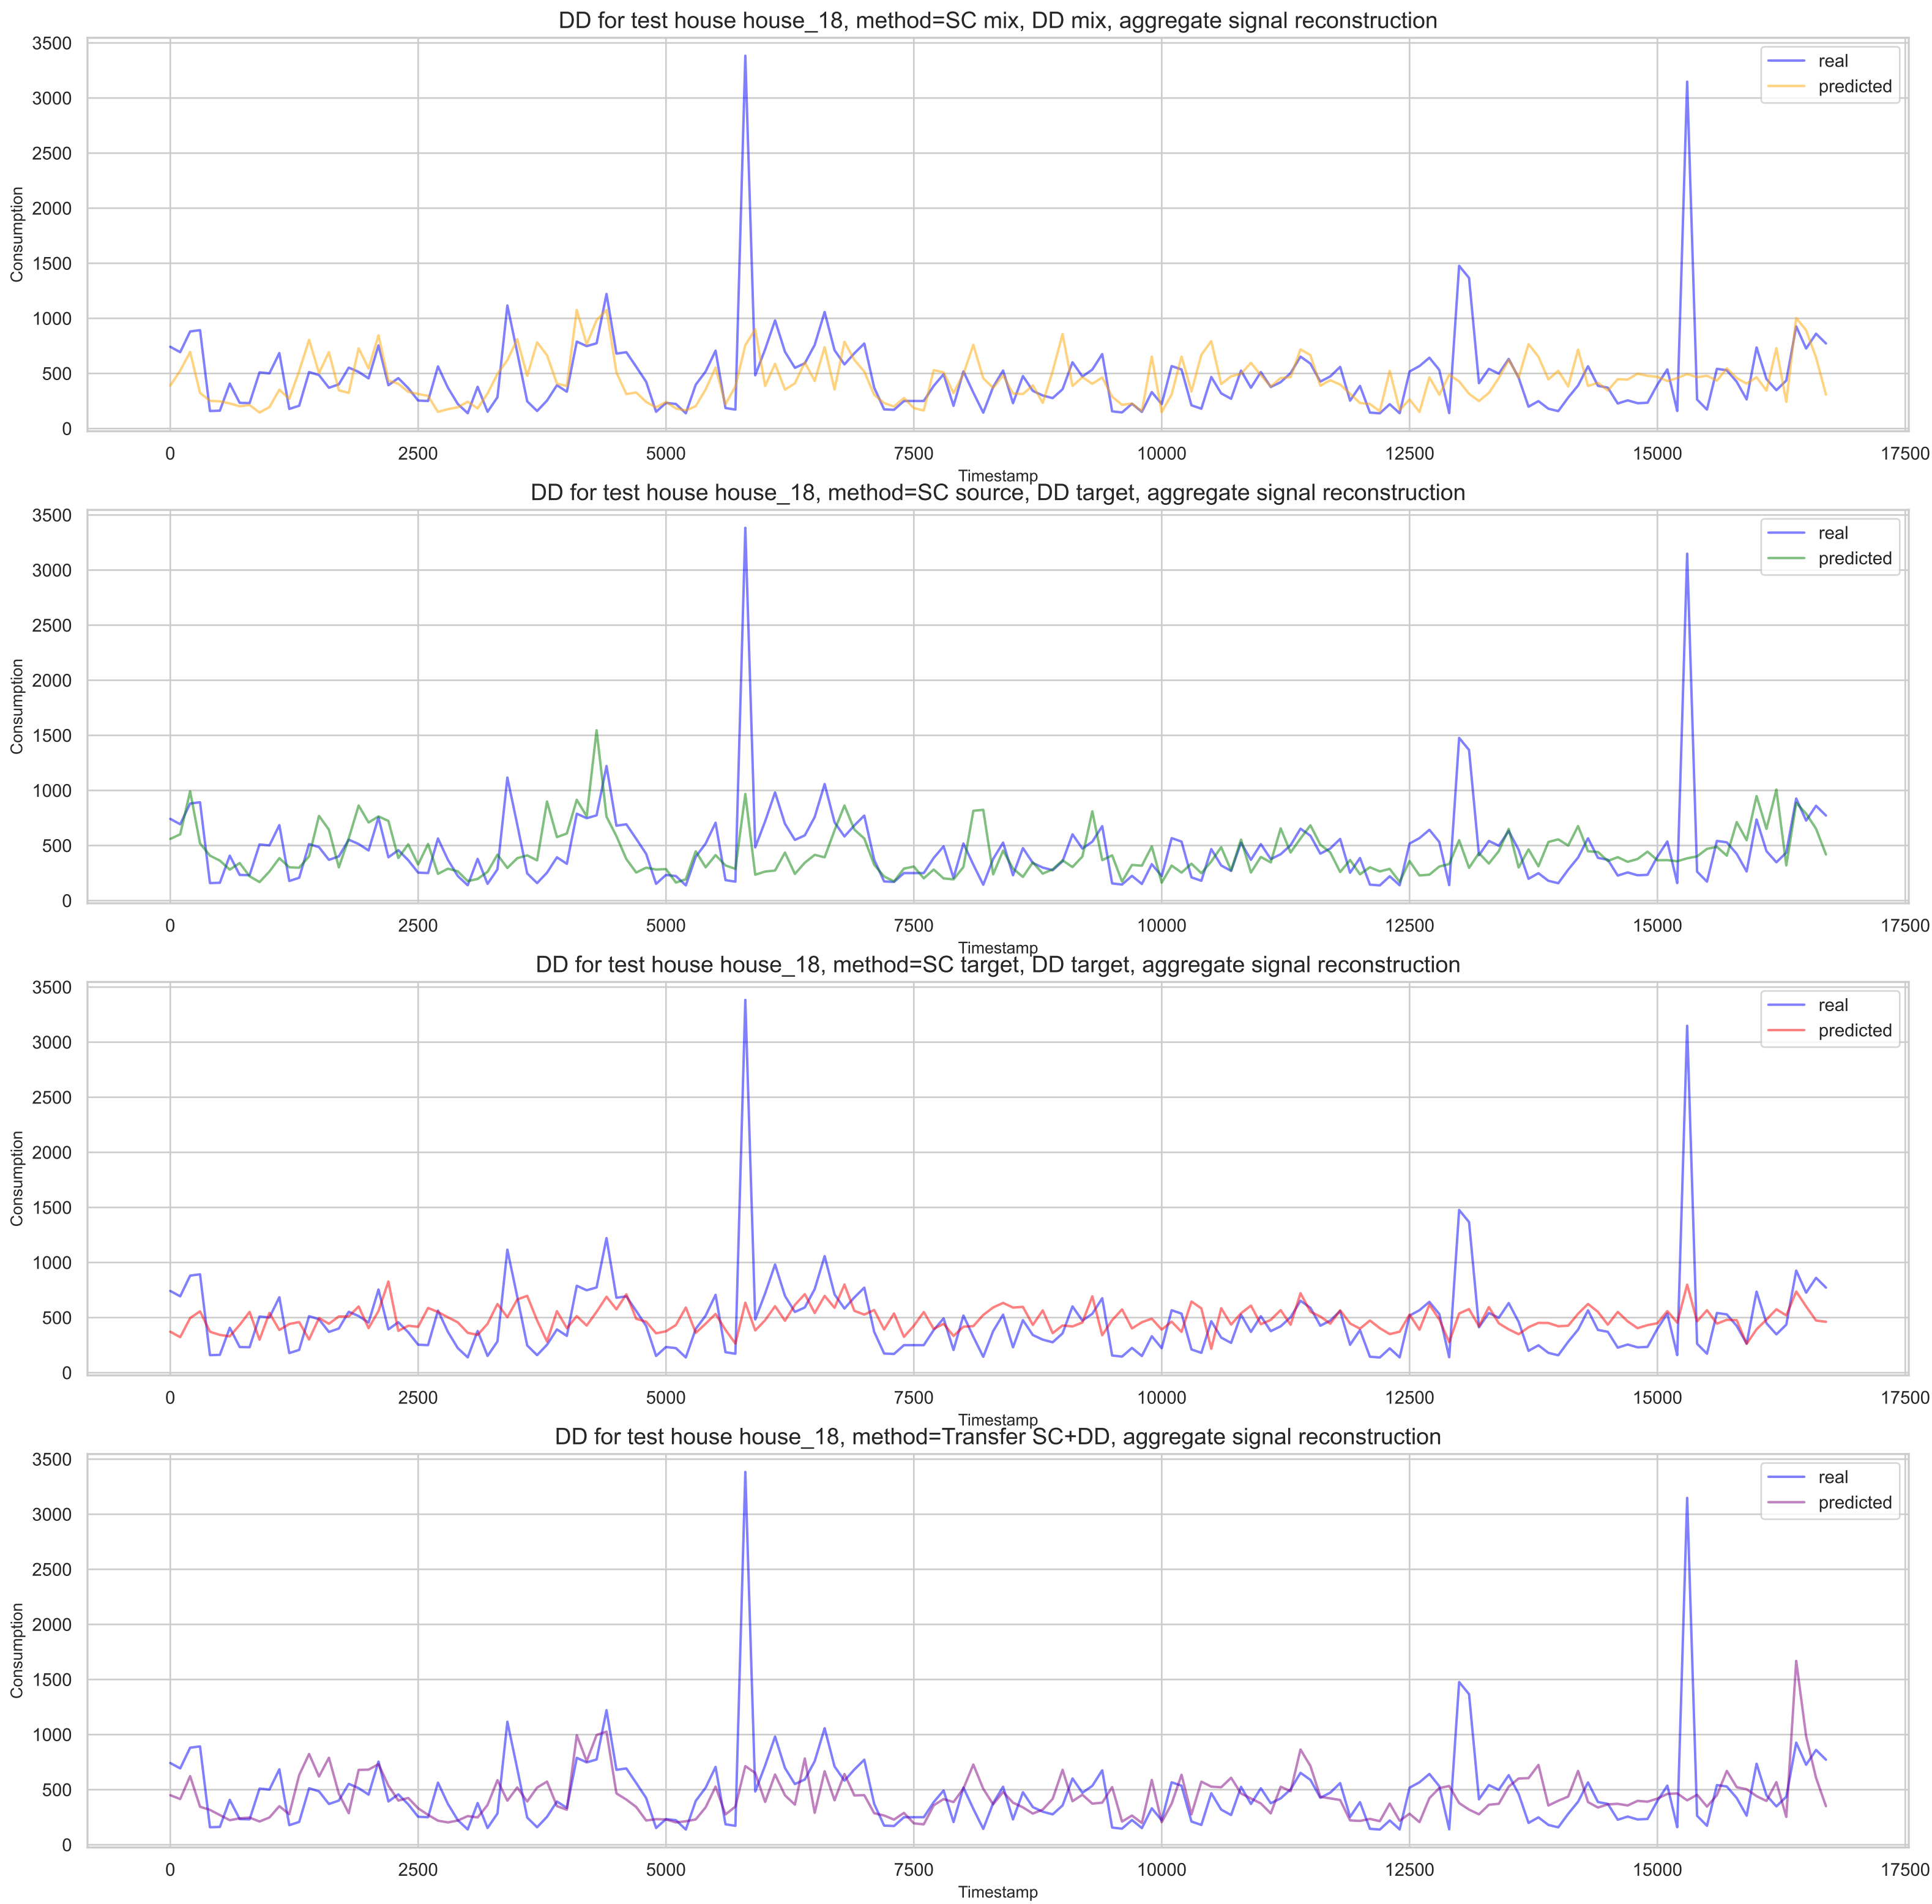 DD for test house house_18, method=SC mix, DD mix, aggregate signal reconstruction
3500
3000
2500
2000
1500
1000
500
0
Consumption
real
predicted
0 2500 5000 7500 10000 12500 15000 17500
Timestamp
DD for test house house_18, method=SC source, DD target, aggregate signal reconstruction
3500
3000
2500
2000
1500
1000
500
0
Consumption
real
predicted
0 2500 5000 7500 10000 12500 15000 17500
Timestamp
DD for test house house_18, method=SC target, DD target, aggregate signal reconstruction
3500
3000
2500
2000
1500
1000
500
0
Consumption
real
predicted
0 2500 5000 7500 10000 12500 15000 17500
Timestamp
DD for test house house_18, method=Transfer SC+DD, aggregate signal reconstruction
3500
3000
2500
2000
1500
1000
500
0
Consumption
real
predicted
0 2500 5000 7500 10000 12500 15000 17500
Timestamp